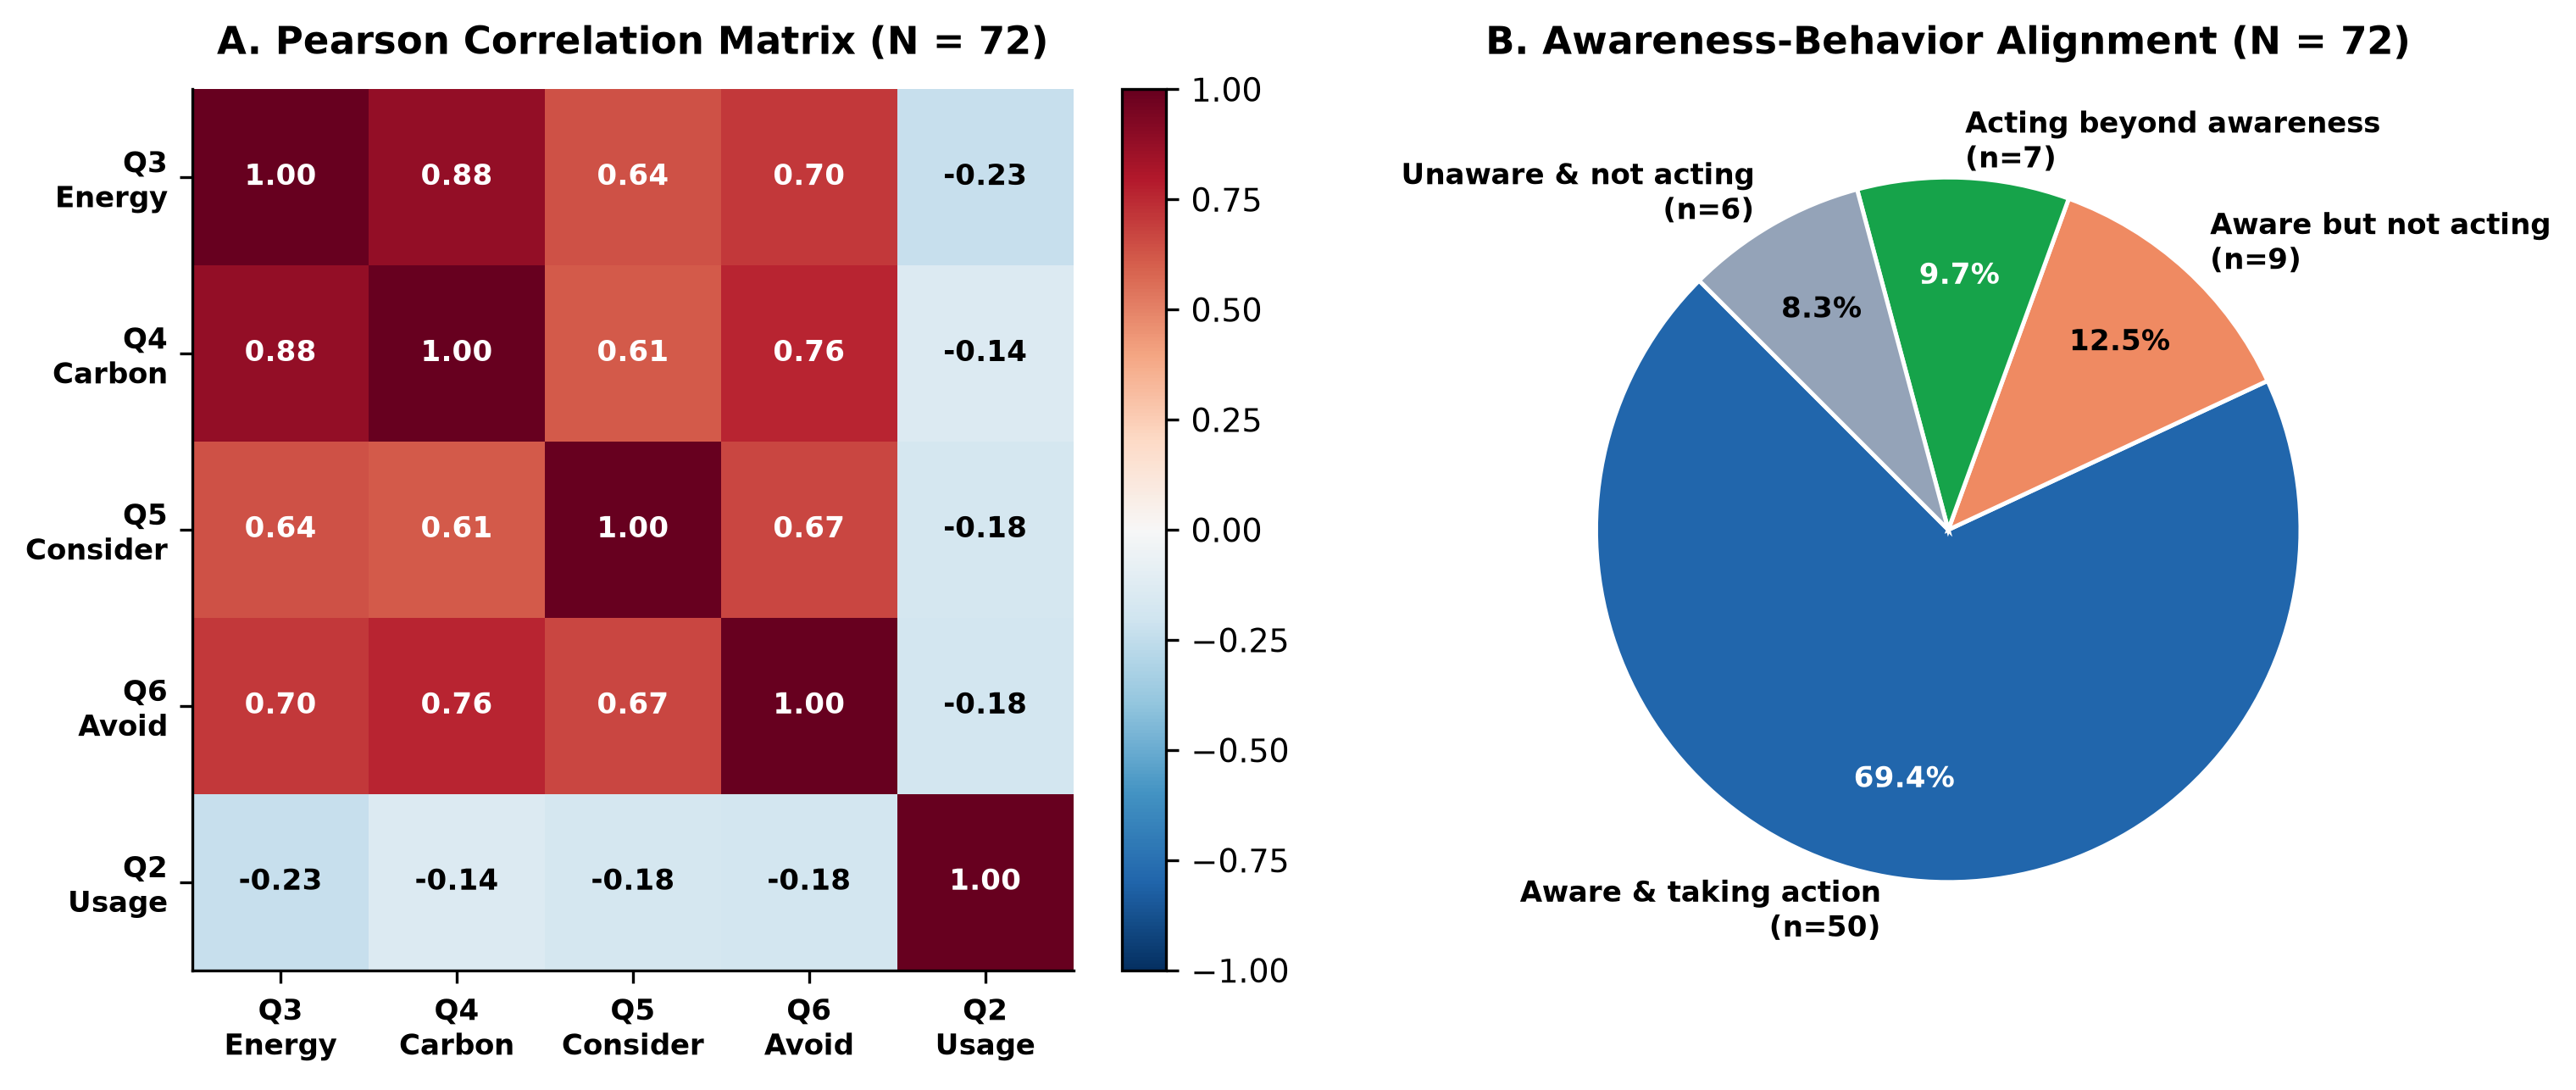 A. Pearson Correlation Matrix (N = 72)
Q3
Energy
1.00 0.88 0.64 0.70 -0.23
Q4
Carbon
0.88 1.00 0.61 0.76 -0.14
Q5
Consider
0.64 0.61 1.00 0.67 -0.18
Q6
Avoid
0.70 0.76 0.67 1.00 -0.18
Q2
Usage
-0.23 -0.14 -0.18 -0.18 1.00
Q3 Q4 Q5 Q6 Q2
Energy Carbon Consider Avoid Usage
1.00
0.75
0.50
0.25
0.00
−0.25
−0.50
−0.75
−1.00
B. Awareness-Behavior Alignment (N = 72)
Acting beyond awareness
(n=7)
Unaware & not acting
(n=6)
Aware but not acting
(n=9)
9.7%
8.3%
12.5%
69.4%
Aware & taking action
(n=50)